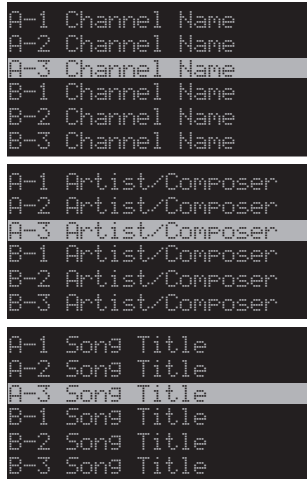 A-1 Channel Name
A-2 Channel Name
A-3 Channel Name
B-1 Channel Name
B-2 Channel Name
B-3 Channel Name
A-1 Artist/Composer
A-2 Artist/Composer
A-3 Artist/Composer
B-1 Artist/Composer
B-2 Artist/Composer
B-3 Artist/Composer
A-1 Song Title
A-2 Song Title
A-3 Song Title
B-1 Song Title
B-2 Song Title
B-3 Song Title